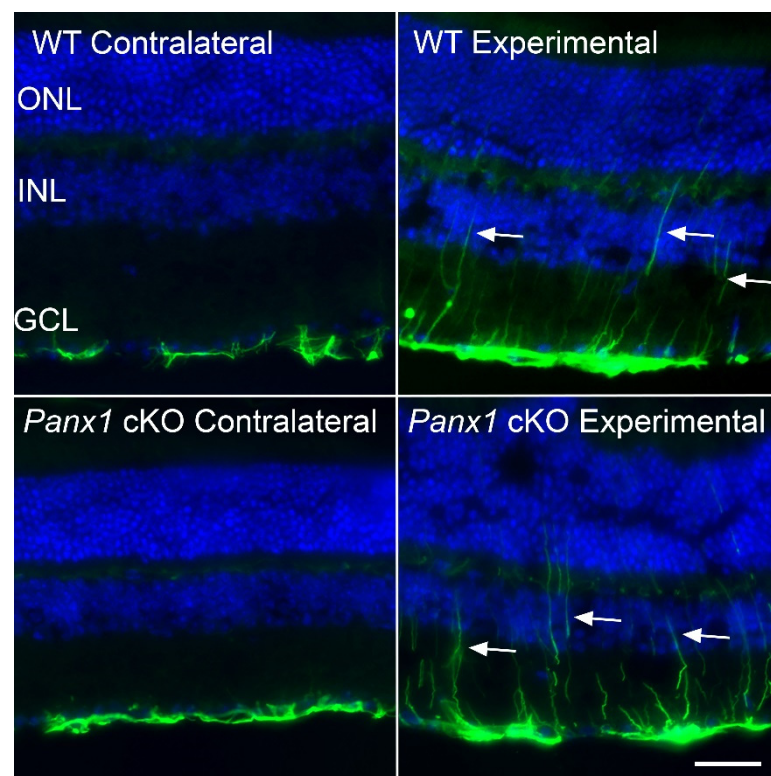 WT Contralateral
WT Experimental
ONL
INL
GCL
Panx1 cKO Contralateral
Panx1 cKO Experimental